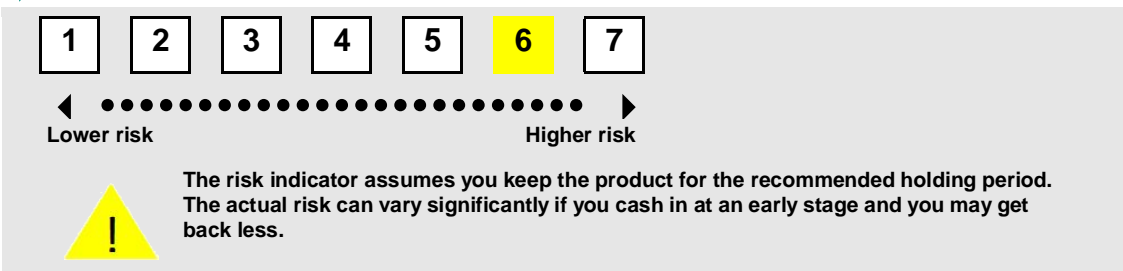 1 2 3 4 5 6 7
Lower risk Higher risk
The risk indicator assumes you keep the product for the recommended holding period.
The actual risk can vary significantly if you cash in at an early stage and you may get
back less.
!